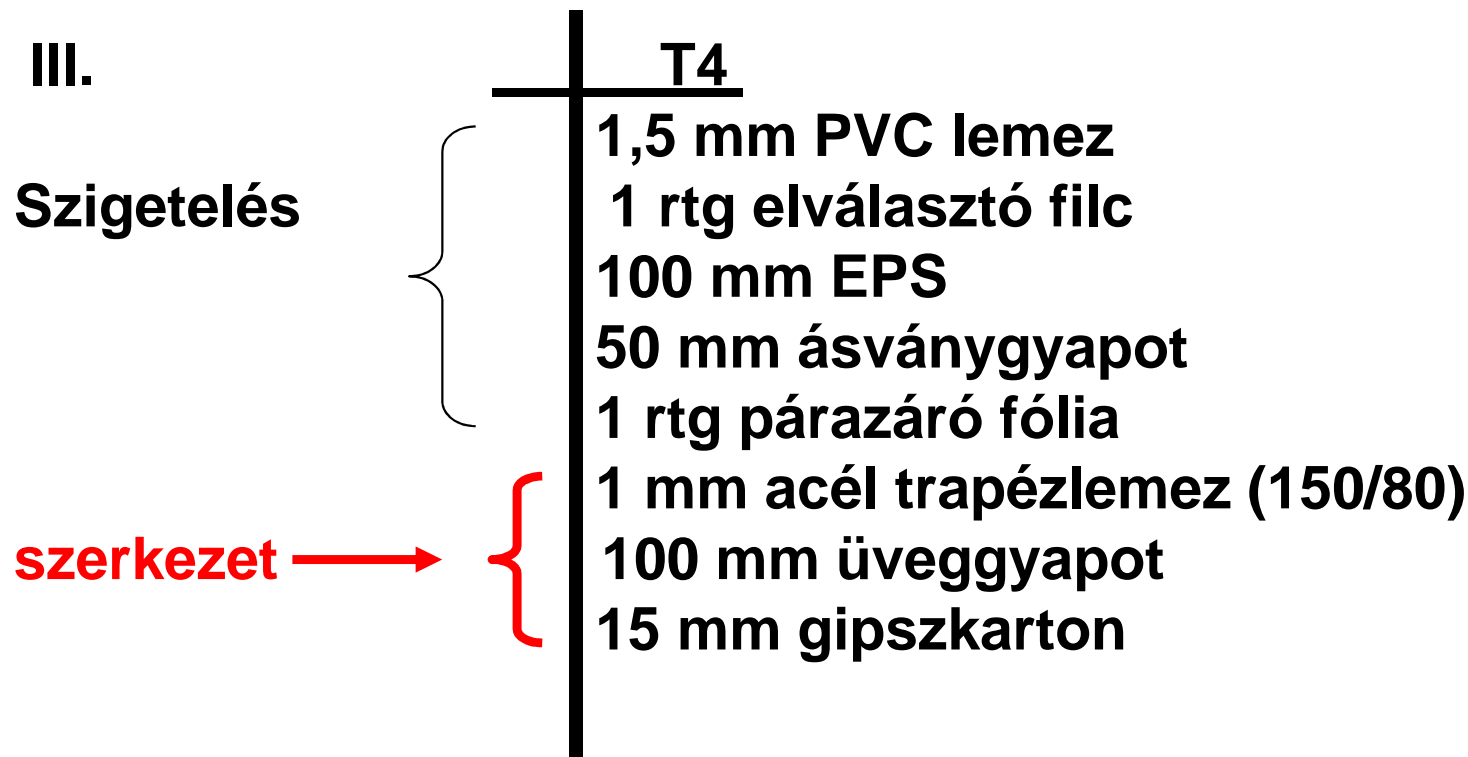 III.
T4
1,5 mm PVC lemez
Szigetelés
1 rtg elválasztó filc
100 mm EPS
50 mm ásványgyapot
1 rtg párazáró fólia
1 mm acél trapézlemez (150/80)
szerkezet
100 mm üveggyapot
15 mm gipszkarton